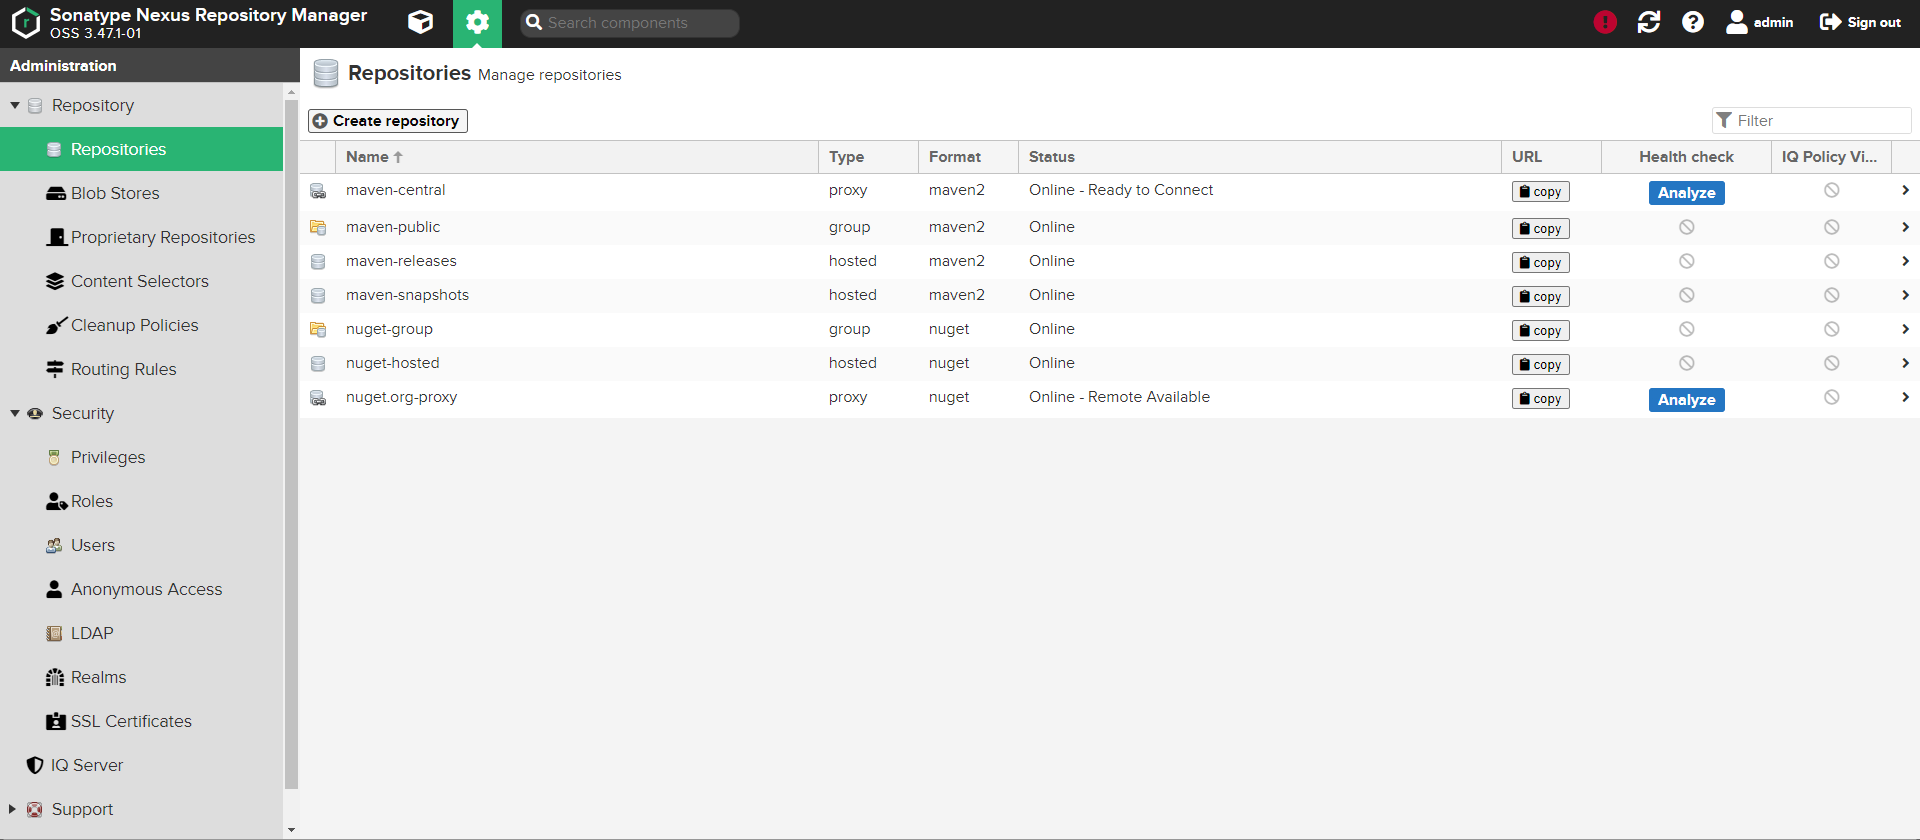 Sonatype Nexus Repository Manager
OSS 3.47.1-01
Search components
admin
Sign out
Administration
Repository
Repositories
Blob Stores
Proprietary Repositories
Content Selectors
Cleanup Policies
Routing Rules
Security
Privileges
Roles
Users
Anonymous Access
LDAP
Realms
SSL Certificates
IQ Server
Support
Repositories Manage repositories
Create repository
Filter
Name Type Format Status URL Health check IQ Policy Vi...
maven-central proxy maven2 Online - Ready to Connect copy Analyze
maven-public group maven2 Online copy
maven-releases hosted maven2 Online copy
maven-snapshots hosted maven2 Online copy
nuget-group group nuget Online copy
nuget-hosted hosted nuget Online copy
nuget.org-proxy proxy nuget Online - Remote Available copy Analyze